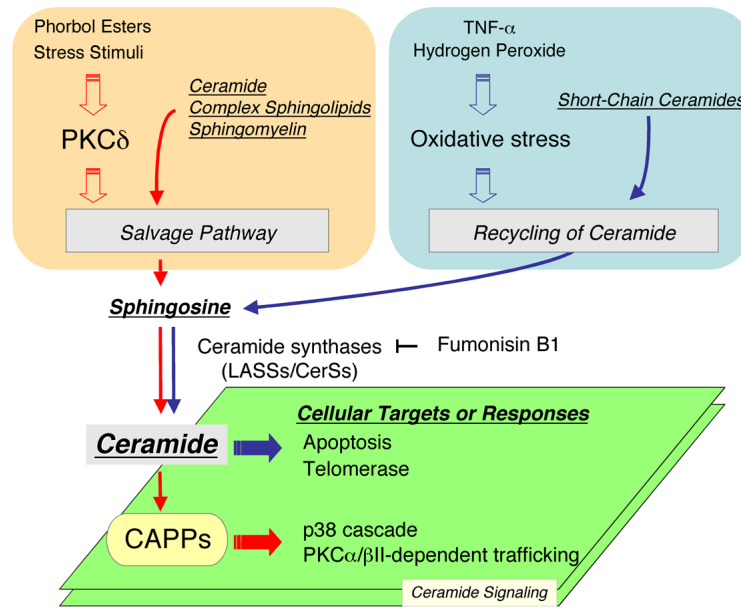 Phorbol Esters
Stress Stimuli
Ceramide
Complex Sphingolipids
Sphingomyelin
PKCδ
Salvage Pathway
TNF-α
Hydrogen Peroxide
Short-Chain Ceramides
Oxidative stress
Recycling of Ceramide
Sphingosine
Ceramide synthases
(LASSs/CerSs)
Fumonisin B1
Ceramide
Cellular Targets or Responses
Apoptosis
Telomerase
CAPPs
p38 cascade
PKCα/βII-dependent trafficking
Ceramide Signaling